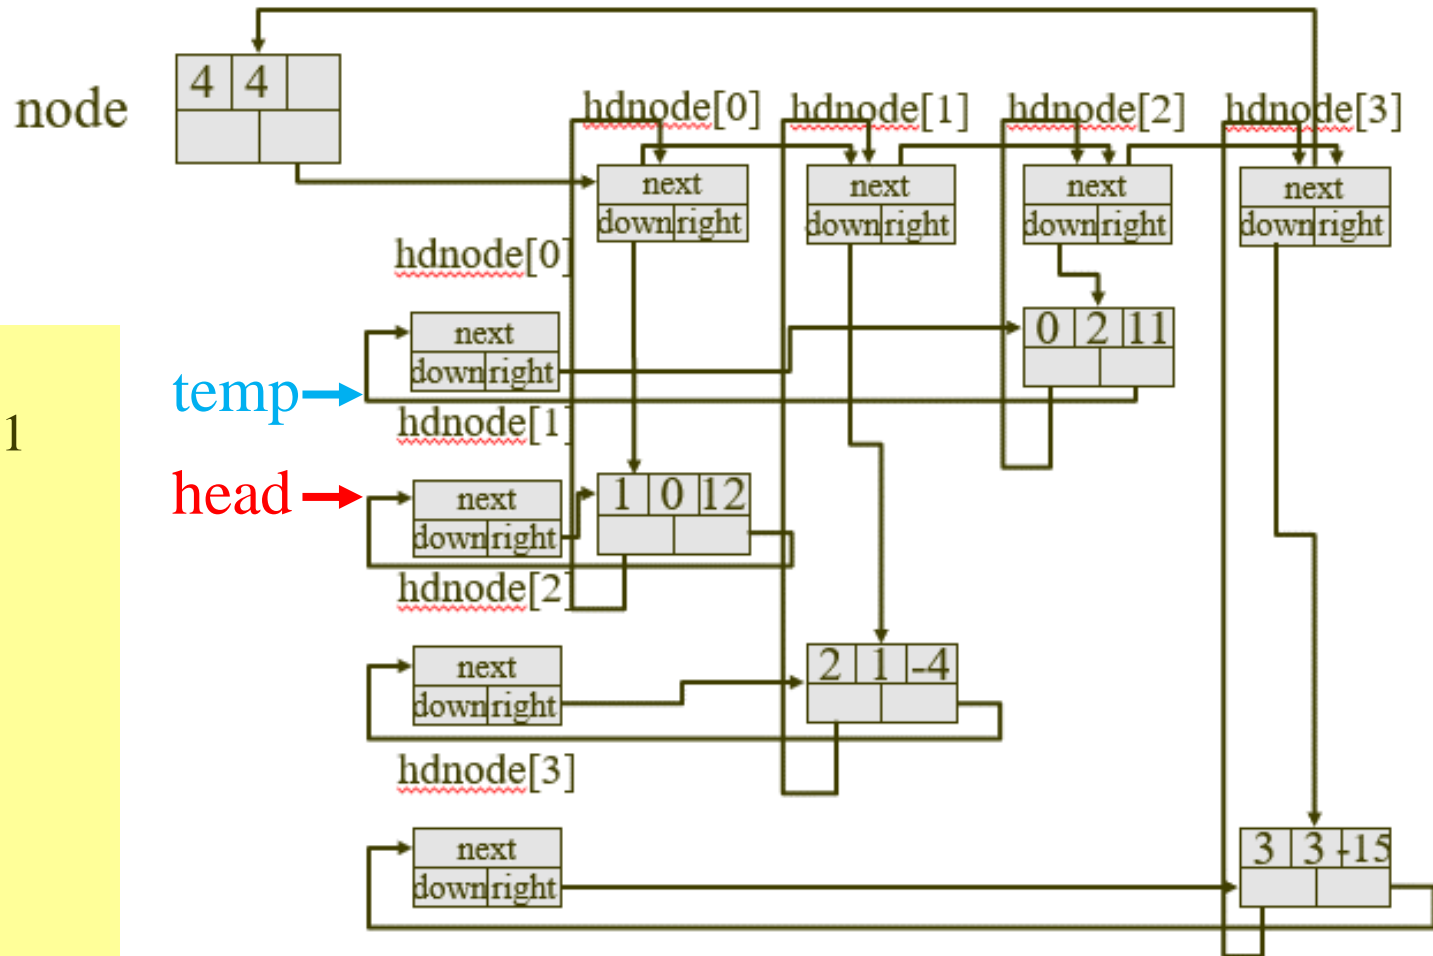 4 4
node
hdnode[0] hdnode[1] hdnode[2] hdnode[3]
next next next next
down right down right down right down right
hdnode[0]
next
0 2 11
down right
temp
hdnode[1]
1
head
next
1 0 12
down right
hdnode[2]
next
2 1 -4
down right
hdnode[3]
next
3 3 -15
down right